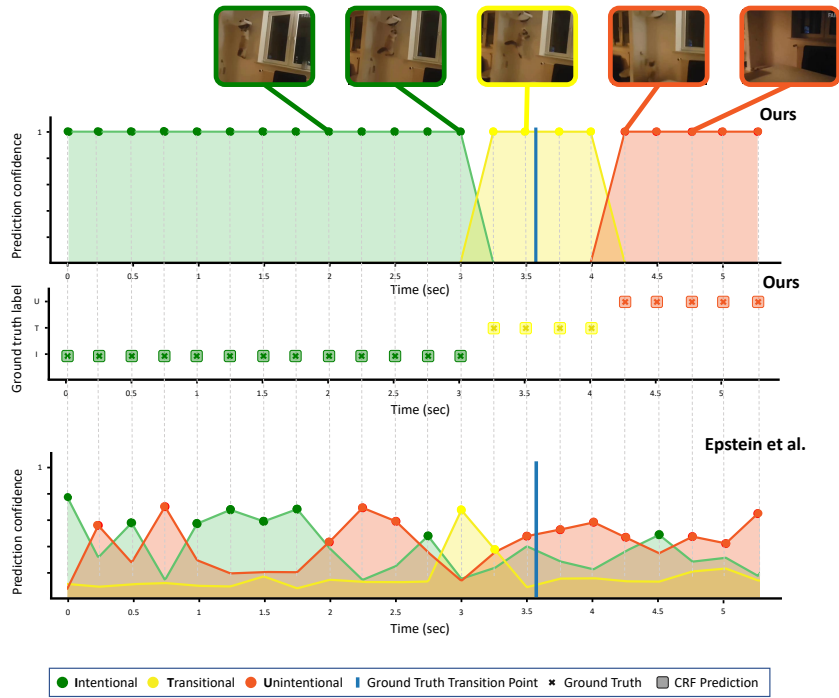 Ours
Prediction confidence
1
0 0.5 1 1.5 2 2.5 3 3.5 4 4.5 5
Time (sec)
Ours
Ground truth label
U
T
I
0 0.5 1 1.5 2 2.5 3 3.5 4 4.5 5
Time (sec)
Epstein et al.
Prediction confidence
1
0 0.5 1 1.5 2 2.5 3 3.5 4 4.5 5
Time (sec)
Intentional Transitional Unintentional Ground Truth Transition Point Ground Truth CRF Prediction